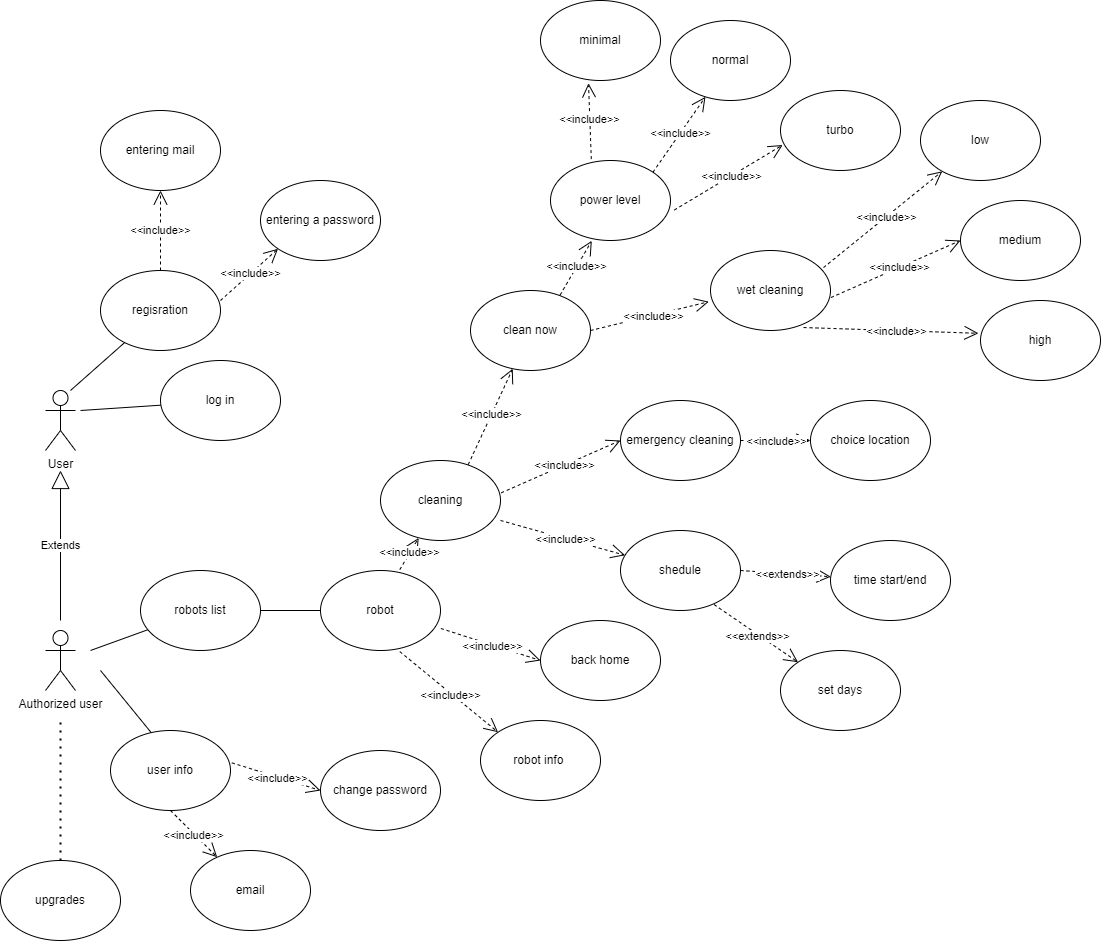 minimal
normal
<<include>>
<<include>>
turbo
<<include>>
low
entering mail
power level
<<include>>
entering a password
<<include>>
medium
<<include>>
<<include>>
<<include>>
wet cleaning
<<include>>
regisration
clean now
<<include>>
<<include>>
high
log in
<<include>>
User
emergency cleaning
<<include>>
choice location
<<include>>
cleaning
<<include>>
Extends
<<include>>
shedule
<<extends>>
time start/end
robots list
robot
<<extends>>
<<include>>
back home
set days
<<include>>
Authorized user
robot info
user info
<<include>>
change password
<<include>>
email
upgrades